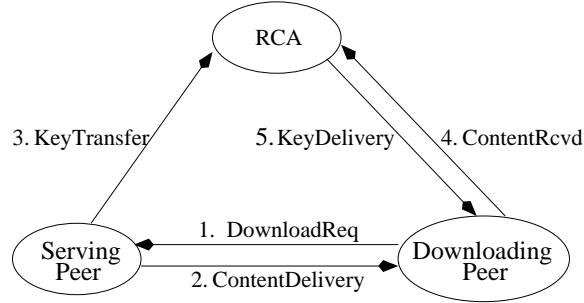 RCA
3. KeyTransfer
5. KeyDelivery
4. ContentRcvd
1. DownloadReq
Serving
Peer
Downloading
Peer
2. ContentDelivery